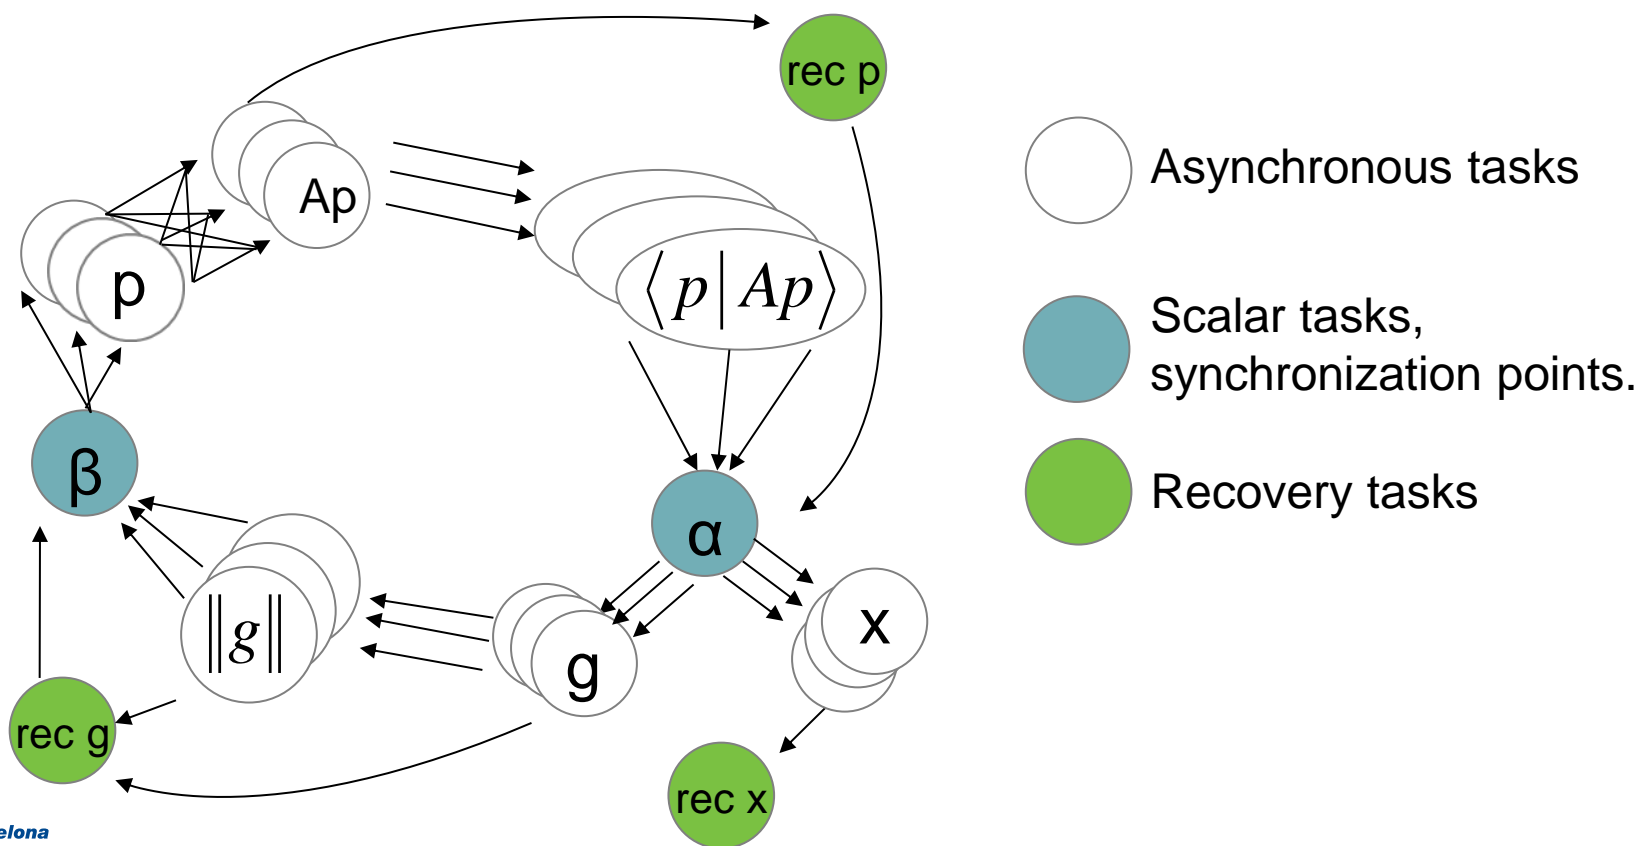 rec p
Ap
Asynchronous tasks
p
⟨p|Ap⟩
Scalar tasks,
synchronization points.
β
α
Recovery tasks
x
‖g‖
g
rec g
rec x
elona